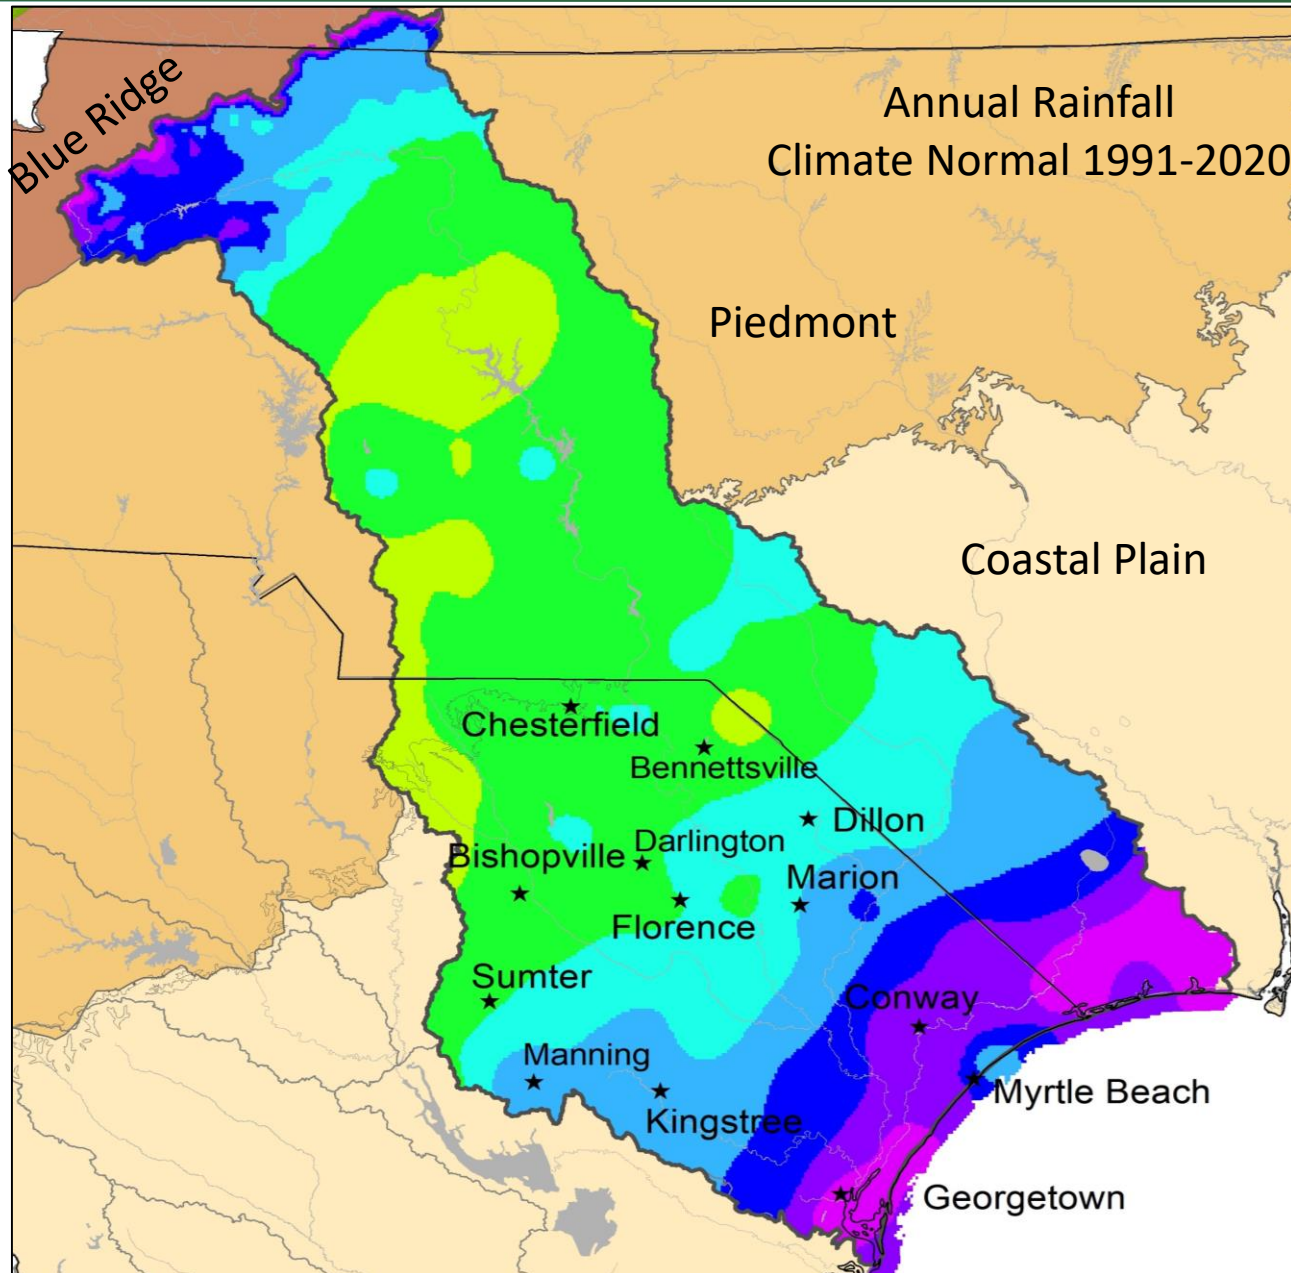 Blue Ridge
Annual Rainfall
Climate Normal 1991-2020
Piedmont
Coastal Plain
Chesterfield
Bennettsville
Dillon
Darlington
Bishopville
Marion
Florence
Sumter
Conway
Manning
Myrtle Beach
Kingstree
Georgetown